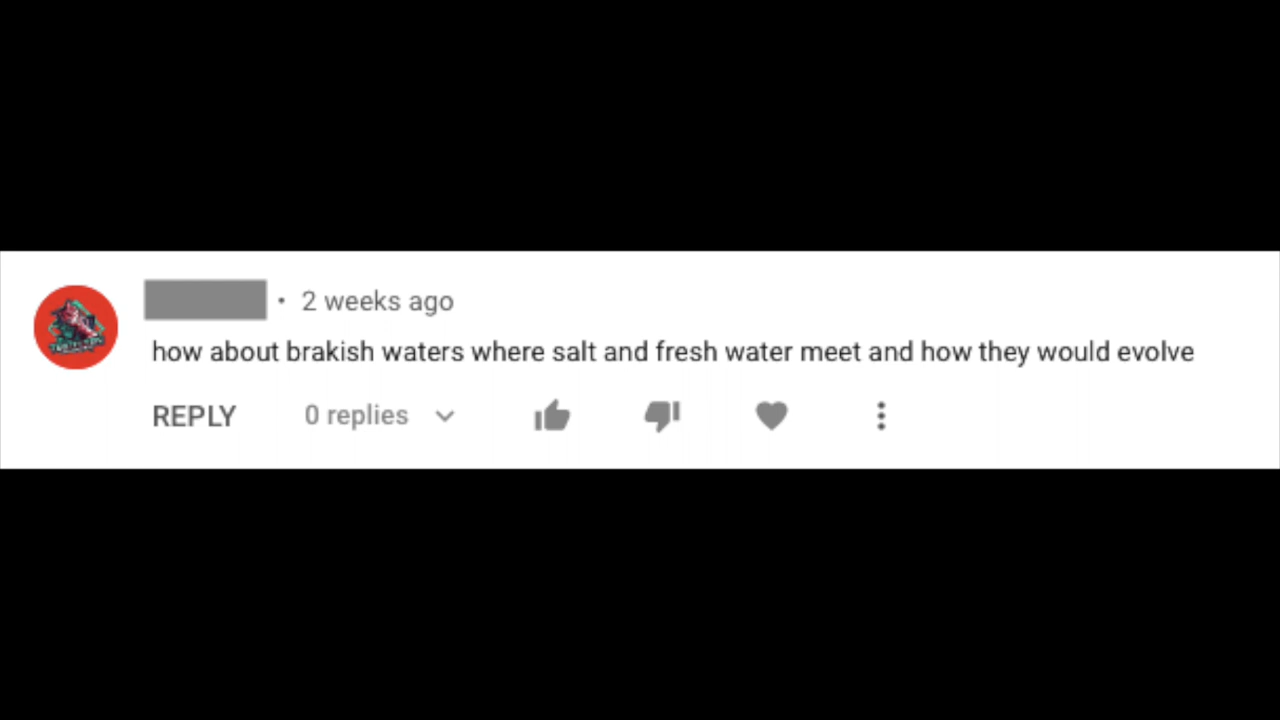 • 2 weeks ago
how about brakish waters where salt and fresh water meet and how they would evolve
REPLY 0 replies